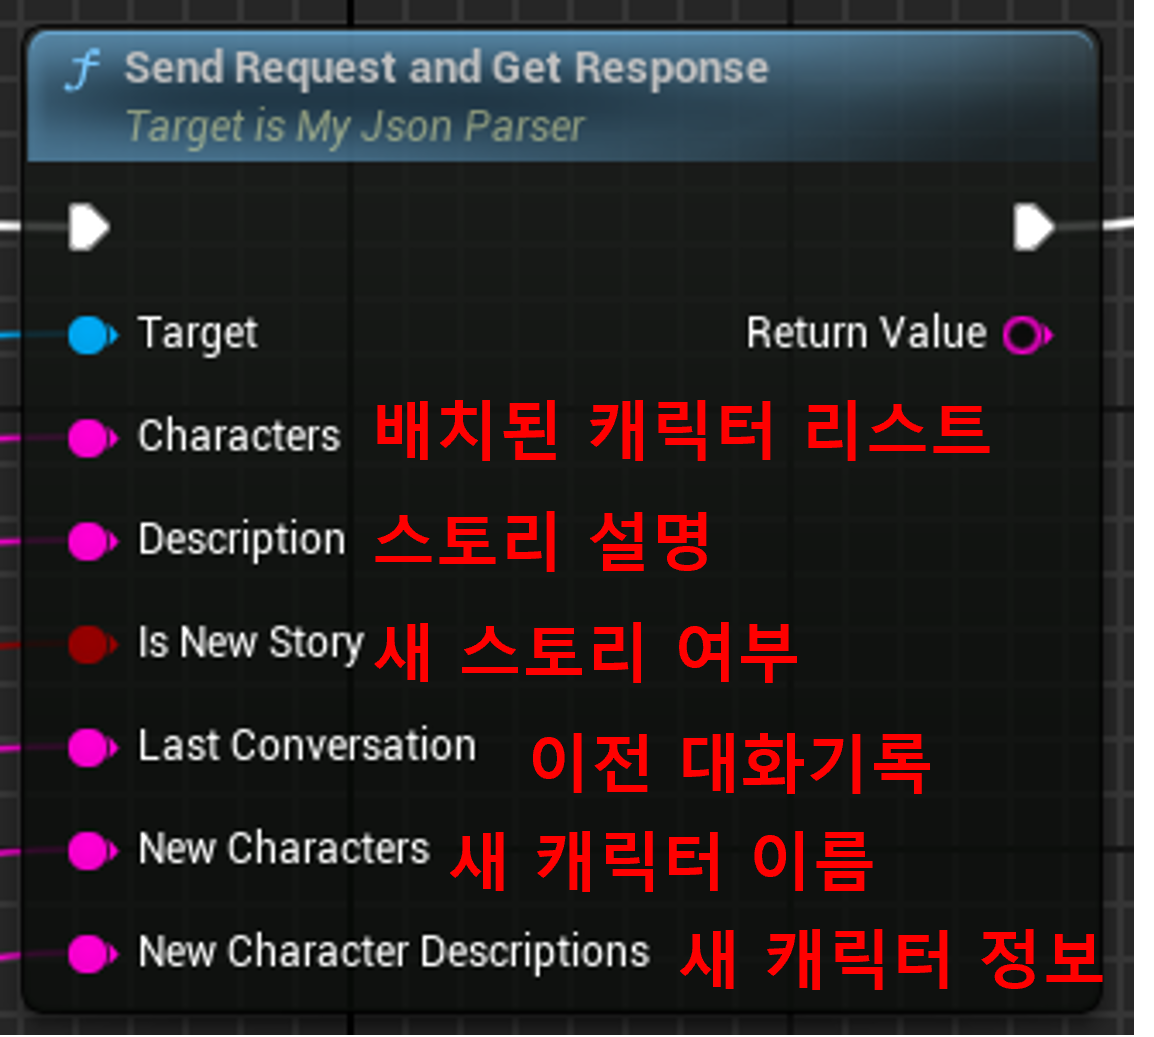 Send Request and Get Response
Target is My Json Parser
Target
Return Value
Characters 배치된 캐릭터 리스트
Description 스토리 설명
Is New Story 새 스토리 여부
Last Conversation 이전 대화기록
New Characters 새 캐릭터 이름
New Character Descriptions 새 캐릭터 정보